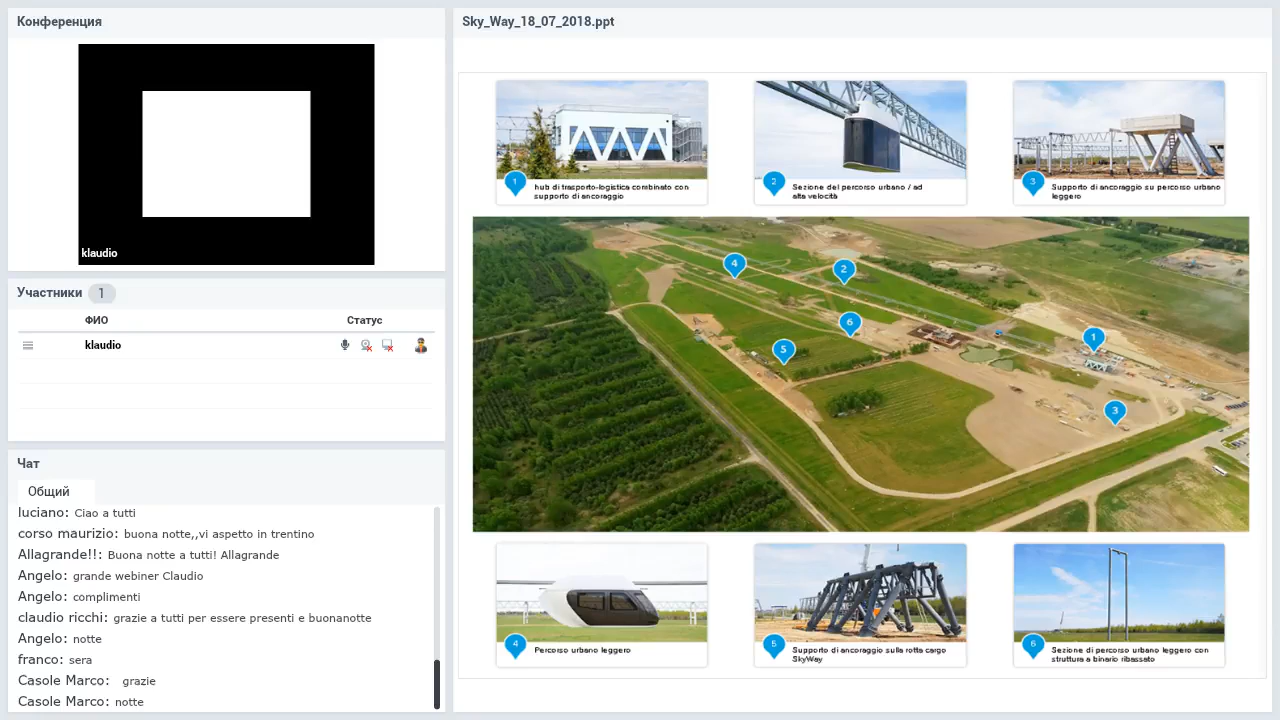 Конференция
klaudio
Участники 1
ФИО Статус
klaudio
Чат
Общий
luciano: Ciao a tutti
corso maurizio: buona notte,,vi aspetto in trentino
Allagrande!!: Buona notte a tutti! Allagrande
Angelo: grande webiner Claudio
Angelo: complimenti
claudio ricchi: grazie a tutti per essere presenti e buonanotte
Angelo: notte
franco: sera
Casole Marco: grazie
Casole Marco: notte
Sky_Way_18_07_2018.ppt
1 hub di trasporto-logistica combinato con
supporto di ancoraggio
2 Sezione del percorso urbano / ad
alta velocità
3 Supporto di ancoraggio su percorso urbano
leggero
4
2
6
5
1
3
4 Percorso urbano leggero
5 Supporto di ancoraggio sulla rotta cargo
SkyWay
6 Sezione di percorso urbano leggero con
struttura a binario ribassato